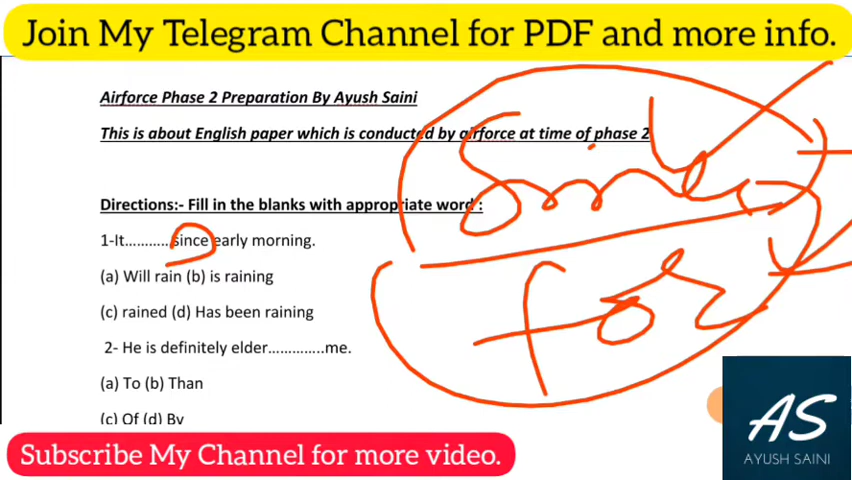 Join My Telegram Channel for PDF and more info.
Airforce Phase 2 Preparation By Ayush Saini
This is about English paper which is conducted by airforce at time of phase 2
Directions:- Fill in the blanks with appropriate word :
1-It...........since early morning.
(a) Will rain (b) is raining
(c) rained (d) Has been raining
2- He is definitely elder..............me.
(a) To (b) Than
(c) Of (d) By
for
AS
AYUSH SAINI
Subscribe My Channel for more video.